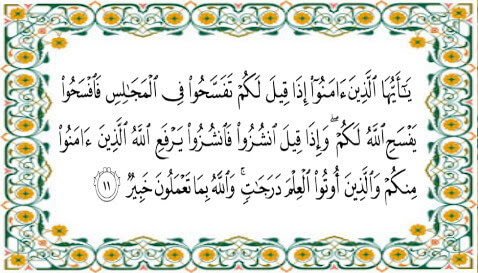 يَـٰٓأَيُّهَا ٱلَّذِينَ ءَامَنُوٓا۟ إِذَا قِيلَ لَكُمْ تَفَسَّحُوا۟ فِى ٱلْمَجَـٰلِسِ فَٱفْسَحُوا۟
يَفْسَحِ ٱللَّهُ لَكُمْ ۖ وَإِذَا قِيلَ ٱنشُزُوا۟ فَٱنشُزُوا۟ يَرْفَعِ ٱللَّهُ ٱلَّذِينَ ءَامَنُوا۟
مِنكُمْ وَٱلَّذِينَ أُوتُوا۟ ٱلْعِلْمَ دَرَجَـٰتٍ ۚ وَٱللَّهُ بِمَا تَعْمَلُونَ خَبِيرٌ ١١